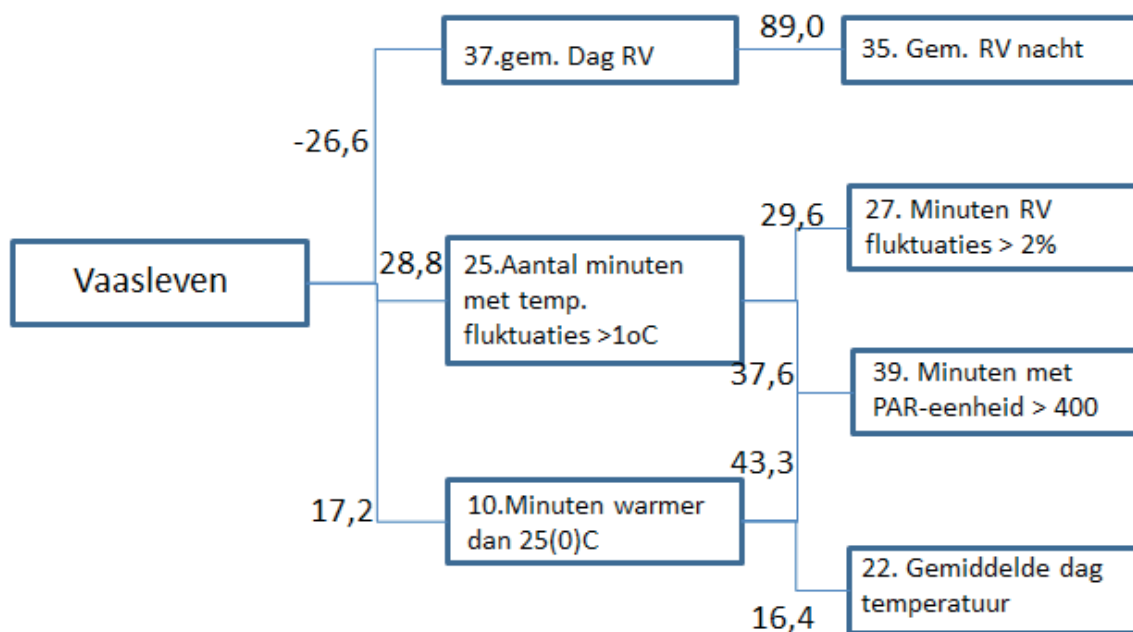 89,0
37.gem. Dag RV
35. Gem. RV nacht
-26,6
29,6
27. Minuten RV
fluktuaties > 2%
Vaasleven
28,8
25.Aantal minuten
met temp.
fluktuaties >1oC
37,6
39. Minuten met
PAR-eenheid > 400
43,3
17,2
10.Minuten warmer
dan 25(0)C
22. Gemiddelde dag
temperatuur
16,4